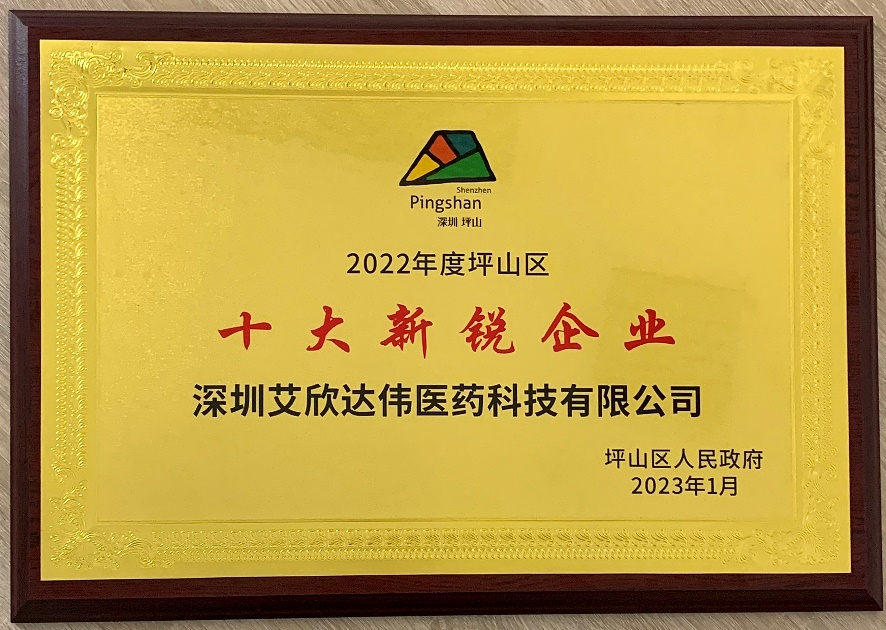 Shenzhen
Pingshan
深圳 坪山
2022年度坪山区
十大新锐企业
深圳艾欣达伟医药科技有限公司
坪山区人民政府
2023年1月